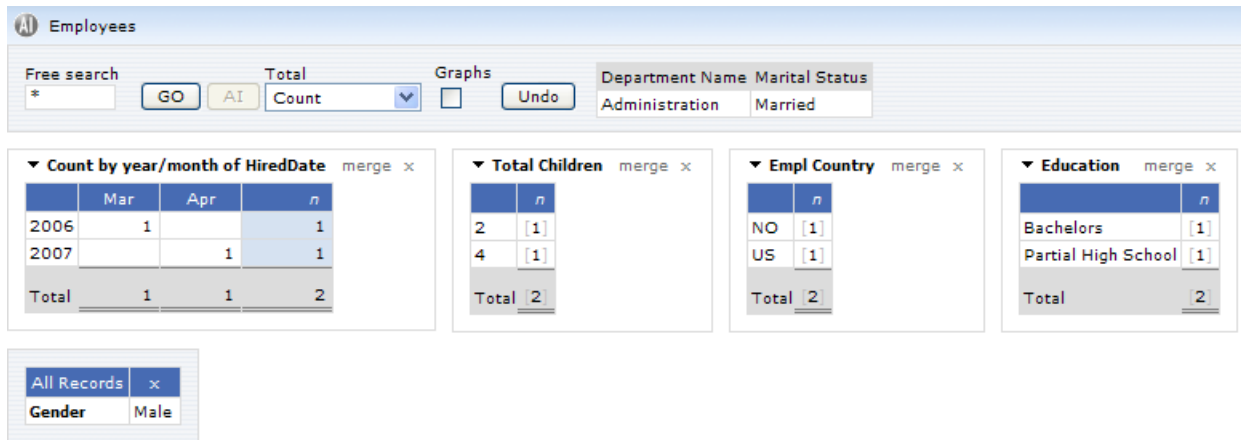 AI Employees
Free search Total Graphs
* GO AI Count Undo
Department Name Marital Status
Administration Married
▼ Count by year/month of HiredDate merge x
Mar Apr n
2006 1 1
2007 1 1
Total 1 1 2
▼ Total Children merge x
n
2 [1]
4 [1]
Total [2]
▼ Empl Country merge x
n
NO [1]
US [1]
Total [2]
▼ Education merge x
n
Bachelors [1]
Partial High School [1]
Total [2]
All Records x
Gender Male